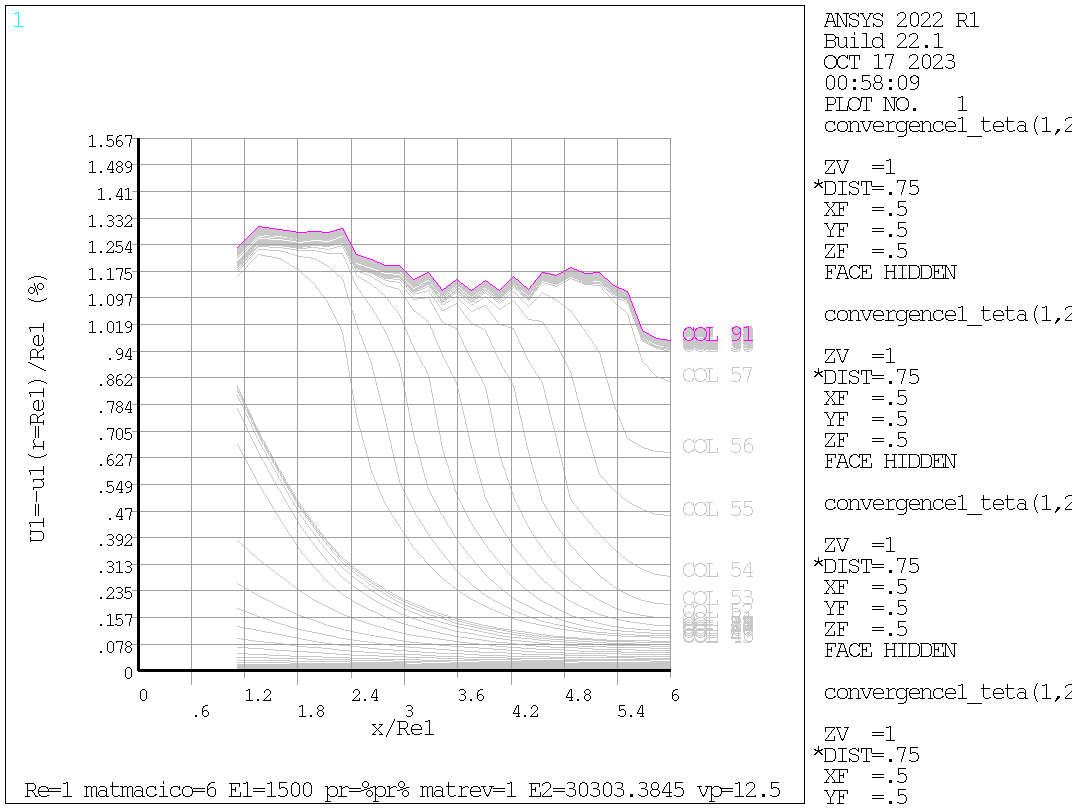 1
ANSYS 2022 R1
Build 22.1
OCT 17 2023
00:58:09
PLOT NO. 1
convergence1_teta(1,2
ZV =1
*DIST=.75
XF =.5
YF =.5
ZF =.5
FACE HIDDEN
convergence1_teta(1,2
ZV =1
*DIST=.75
XF =.5
YF =.5
ZF =.5
FACE HIDDEN
convergence1_teta(1,2
ZV =1
*DIST=.75
XF =.5
YF =.5
ZF =.5
FACE HIDDEN
convergence1_teta(1,2
ZV =1
*DIST=.75
XF =.5
YF =.5
1.567
1.489
1.41
1.332
1.254
1.175
1.097
1.019
.94
.862
.784
.705
.627
.549
.47
.392
.313
.235
.157
.078
0
U1=-u1(r=Re1)/Re1 (%)
COL 91
COL 57
COL 56
COL 55
COL 54
COL 53
0 1.2 2.4 3.6 4.8 6
.6 1.8 3 4.2 5.4
x/Re1
Re=1 matmacico=6 E1=1500 pr=%pr% matrev=1 E2=30303.3845 vp=12.5